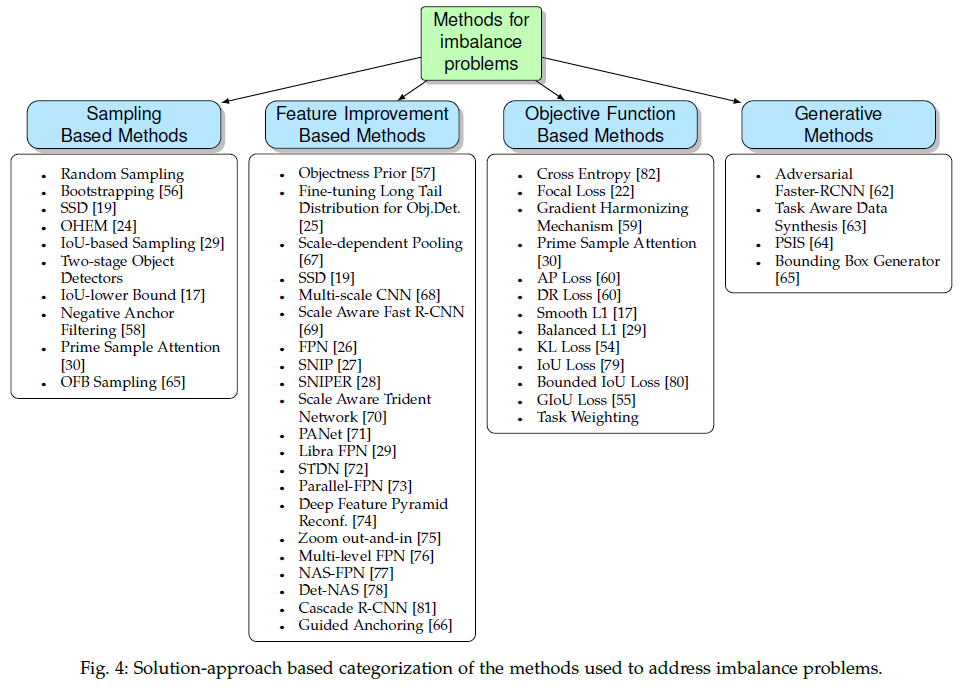 Methods for
imbalance
problems
Sampling
Based Methods
• Random Sampling
• Bootstrapping [56]
• SSD [19]
• OHEM [24]
• IoU-based Sampling [29]
• Two-stage Object
Detectors
• IoU-lower Bound [17]
• Negative Anchor
Filtering [58]
• Prime Sample Attention
[30]
• OFB Sampling [65]
Feature Improvement
Based Methods
• Objectness Prior [57]
• Fine-tuning Long Tail
Distribution for Obj.Det.
[25]
• Scale-dependent Pooling
[67]
• SSD [19]
• Multi-scale CNN [68]
• Scale Aware Fast R-CNN
[69]
• FPN [26]
• SNIP [27]
• SNIPER [28]
• Scale Aware Trident
Network [70]
• PANet [71]
• Libra FPN [29]
• STDN [72]
• Parallel-FPN [73]
• Deep Feature Pyramid
Reconf. [74]
• Zoom out-and-in [75]
• Multi-level FPN [76]
• NAS-FPN [77]
• Det-NAS [78]
• Cascade R-CNN [81]
• Guided Anchoring [66]
Objective Function
Based Methods
• Cross Entropy [82]
• Focal Loss [22]
• Gradient Harmonizing
Mechanism [59]
• Prime Sample Attention
[30]
• AP Loss [60]
• DR Loss [60]
• Smooth L1 [17]
• Balanced L1 [29]
• KL Loss [54]
• IoU Loss [79]
• Bounded IoU Loss [80]
• GIoU Loss [55]
• Task Weighting
Generative
Methods
• Adversarial
Faster-RCNN [62]
• Task Aware Data
Synthesis [63]
• PSIS [64]
• Bounding Box Generator
[65]
Fig. 4: Solution-approach based categorization of the methods used to address imbalance problems.